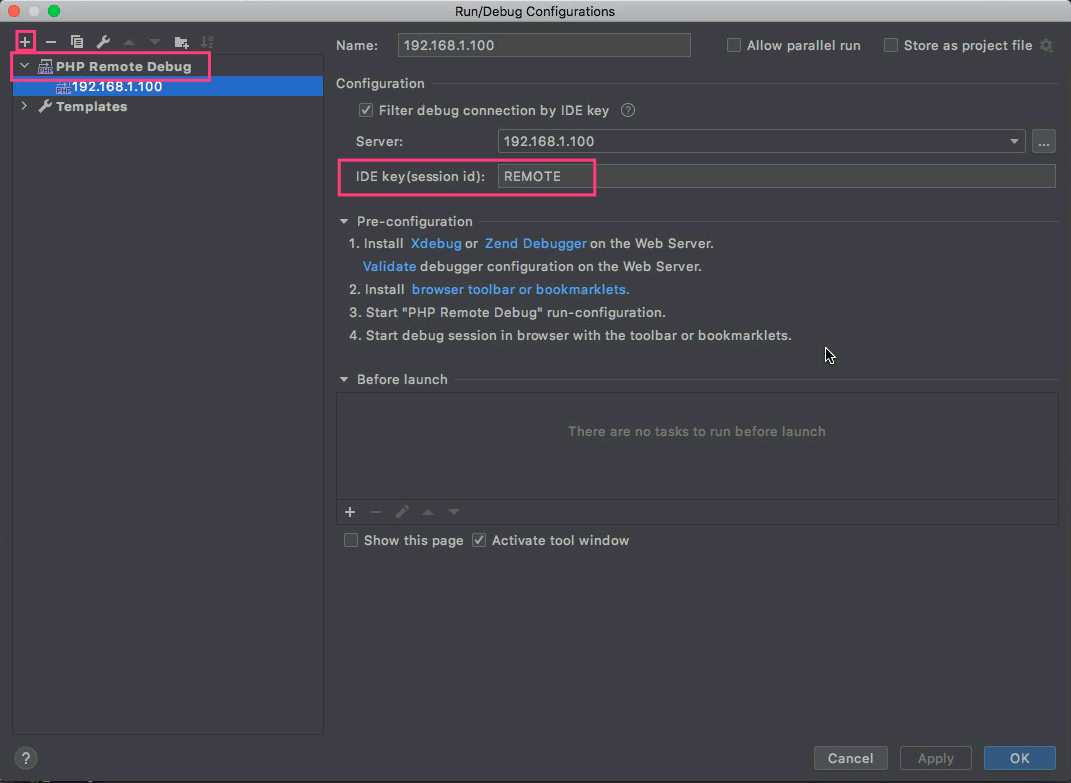 Run/Debug Configurations
PHP Remote Debug
192.168.1.100
Templates
Name: 192.168.1.100 Allow parallel run Store as project file
Configuration
Filter debug connection by IDE key ?
Server: 192.168.1.100 ...
IDE key(session id): REMOTE
Pre-configuration
1. Install Xdebug or Zend Debugger on the Web Server.
Validate debugger configuration on the Web Server.
2. Install browser toolbar or bookmarklets.
3. Start "PHP Remote Debug" run-configuration.
4. Start debug session in browser with the toolbar or bookmarklets.
Before launch
There are no tasks to run before launch
Show this page Activate tool window
? Cancel Apply OK